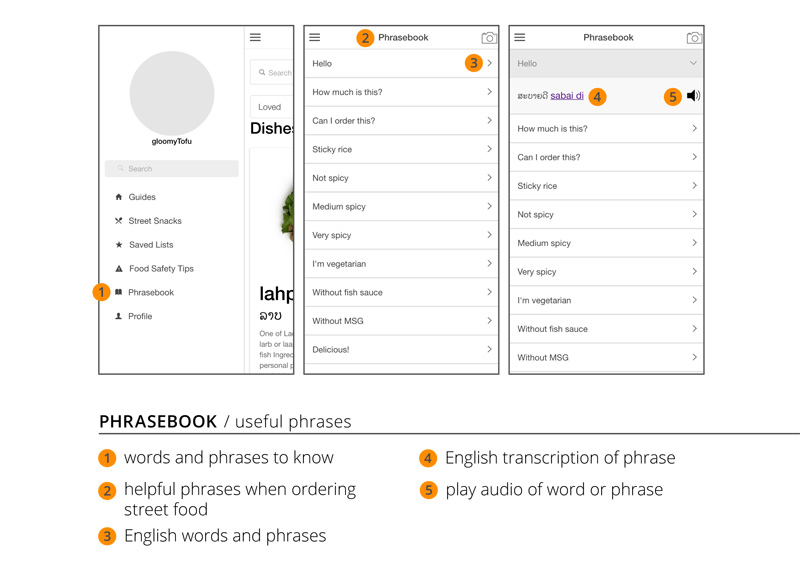 gloomyTofu
Search
Guides
Street Snacks
Saved Lists
Food Safety Tips
1 Phrasebook
Profile
Search
Loved
Dishes
lahp
ລາບ
One of La
larb or laa
fish Ingred
personal p
2 Phrasebook
Hello 3
How much is this?
Can I order this?
Sticky rice
Not spicy
Medium spicy
Very spicy
I'm vegetarian
Without fish sauce
Without MSG
Delicious!
Phrasebook
Hello
ສະບາຍດີ sabai di 4 5
How much is this?
Can I order this?
Sticky rice
Not spicy
Medium spicy
Very spicy
I'm vegetarian
Without fish sauce
Without MSG
PHRASEBOOK / useful phrases
1 words and phrases to know
2 helpful phrases when ordering
street food
3 English words and phrases
4 English transcription of phrase
5 play audio of word or phrase